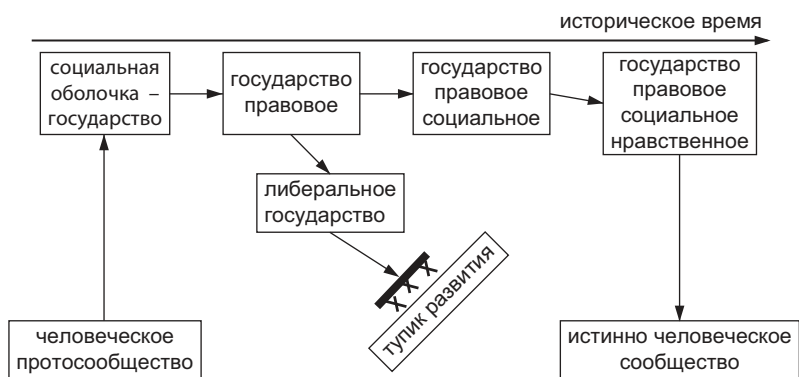 историческое время
социальная
оболочка –
государство
государство
правовое
государство
правовое
социальное
государство
правовое
социальное
нравственное
либеральное
государство
X X X
тупик развития
человеческое
протосообщество
истинно человеческое
сообщество